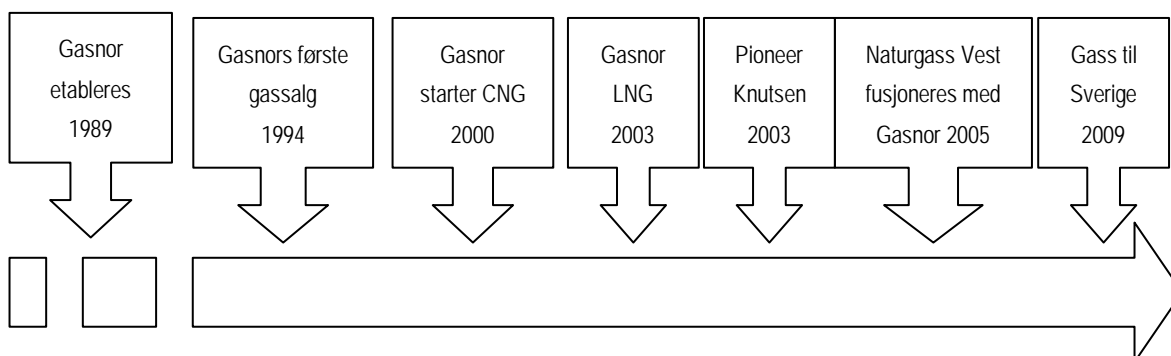 Gasnor
etableres
1989
Gasnors første
gassalg
1994
Gasnor
starter CNG
2000
Gasnor
LNG
2003
Pioneer
Knutsen
2003
Naturgass Vest
fusjoneres med
Gasnor 2005
Gass til
Sverige
2009